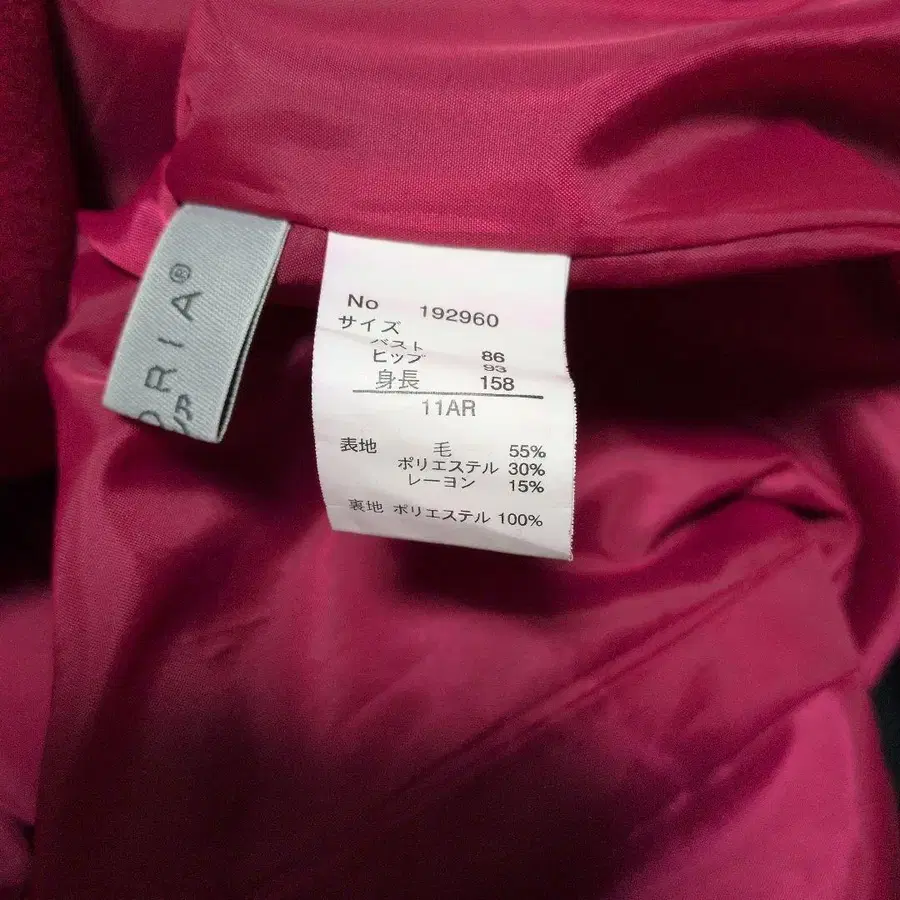 No 192960
サイズ
バスト 86
ヒップ 93
身長 158
11AR
表地 毛 55%
ポリエステル 30%
レーヨン 15%
裏地 ポリエステル 100%
ORIA®